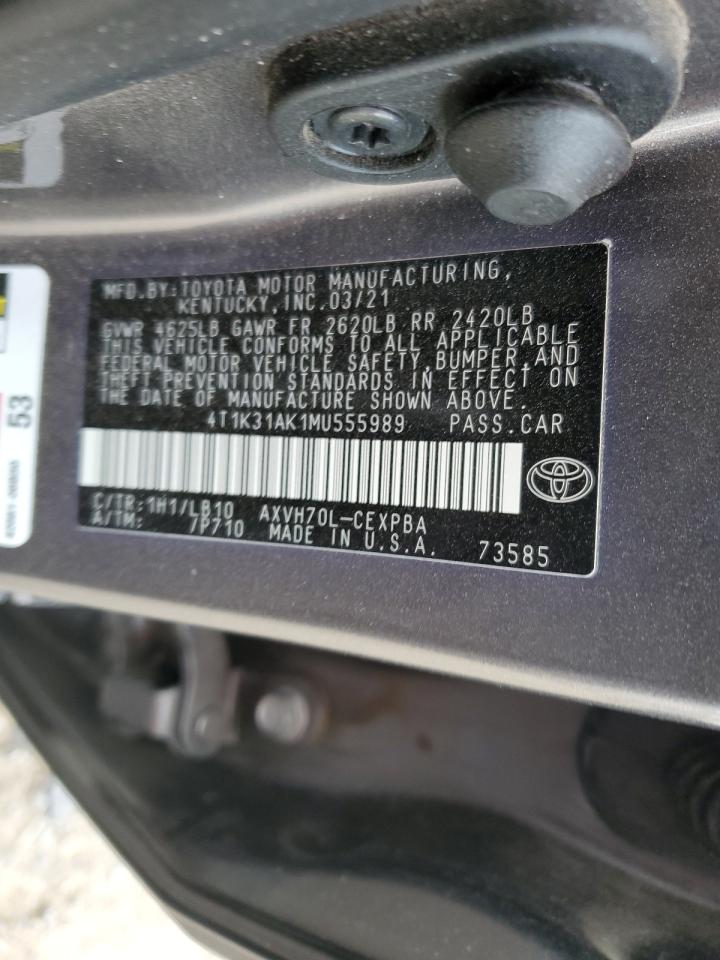 MFD. BY: TOYOTA MOTOR MANUFACTURING,
KENTUCKY, INC. 03/21
GVWR 4625LB GAWR FR 2620LB RR 2420LB
THIS VEHICLE CONFORMS TO ALL APPLICABLE
FEDERAL MOTOR VEHICLE SAFETY, BUMPER, AND
THEFT PREVENTION STANDARDS IN EFFECT ON
THE DATE OF MANUFACTURE SHOWN ABOVE.
4T1K31AK1MU555989 PASS. CAR
C/TR: 1H1/LB10 AXVH70L-CEXPBA
A/TM: 7P710 MADE IN U.S.A. 73585
53